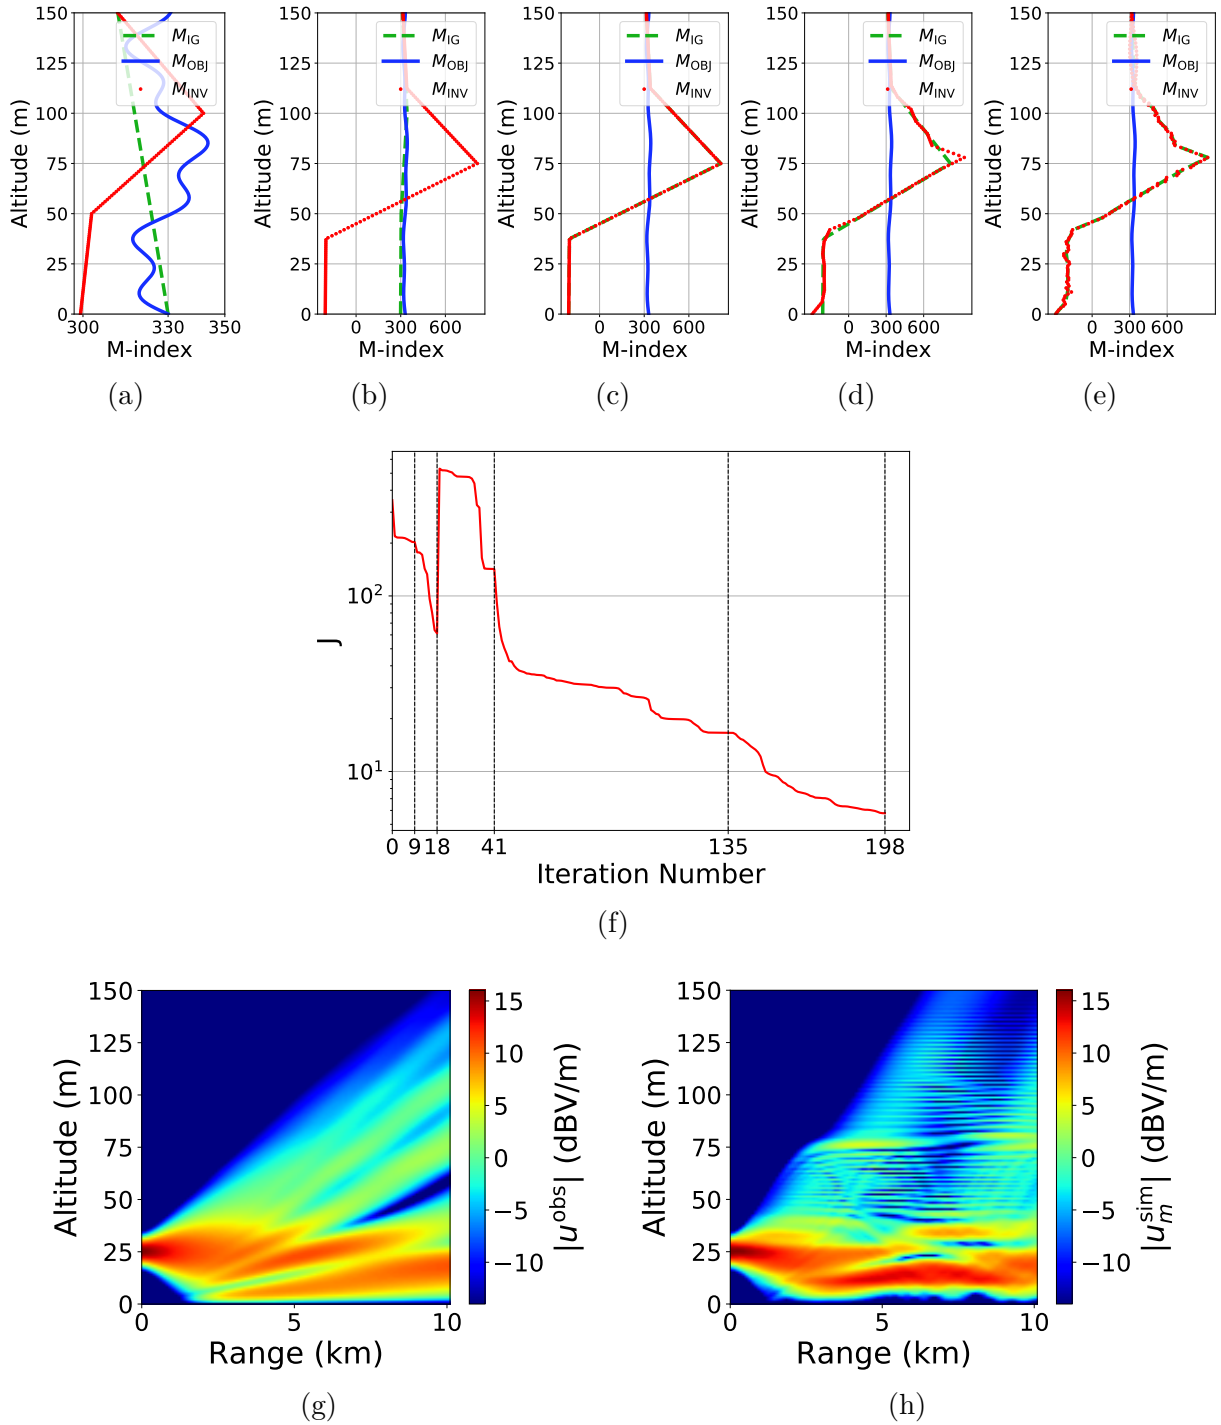 150
125
100
75
50
25
0
Altitude (m)
300
330
350
M-index
M_IG
M_OBJ
M_INV
(a)
150
125
100
75
50
25
0
Altitude (m)
0
300
600
M-index
M_IG
M_OBJ
M_INV
(b)
150
125
100
75
50
25
0
Altitude (m)
0
300
600
M-index
M_IG
M_OBJ
M_INV
(c)
150
125
100
75
50
25
0
Altitude (m)
0
300
600
M-index
M_IG
M_OBJ
M_INV
(d)
150
125
100
75
50
25
0
Altitude (m)
0
300
600
M-index
M_IG
M_OBJ
M_INV
(e)
J
10²
10¹
0
9
18
41
135
198
Iteration Number
(f)
150
125
100
75
50
25
0
Altitude (m)
0
5
10
Range (km)
15
10
5
0
−5
−10
|u^obs| (dBV/m)
(g)
150
125
100
75
50
25
0
Altitude (m)
0
5
10
Range (km)
15
10
5
0
−5
−10
|u_m^sim| (dBV/m)
(h)